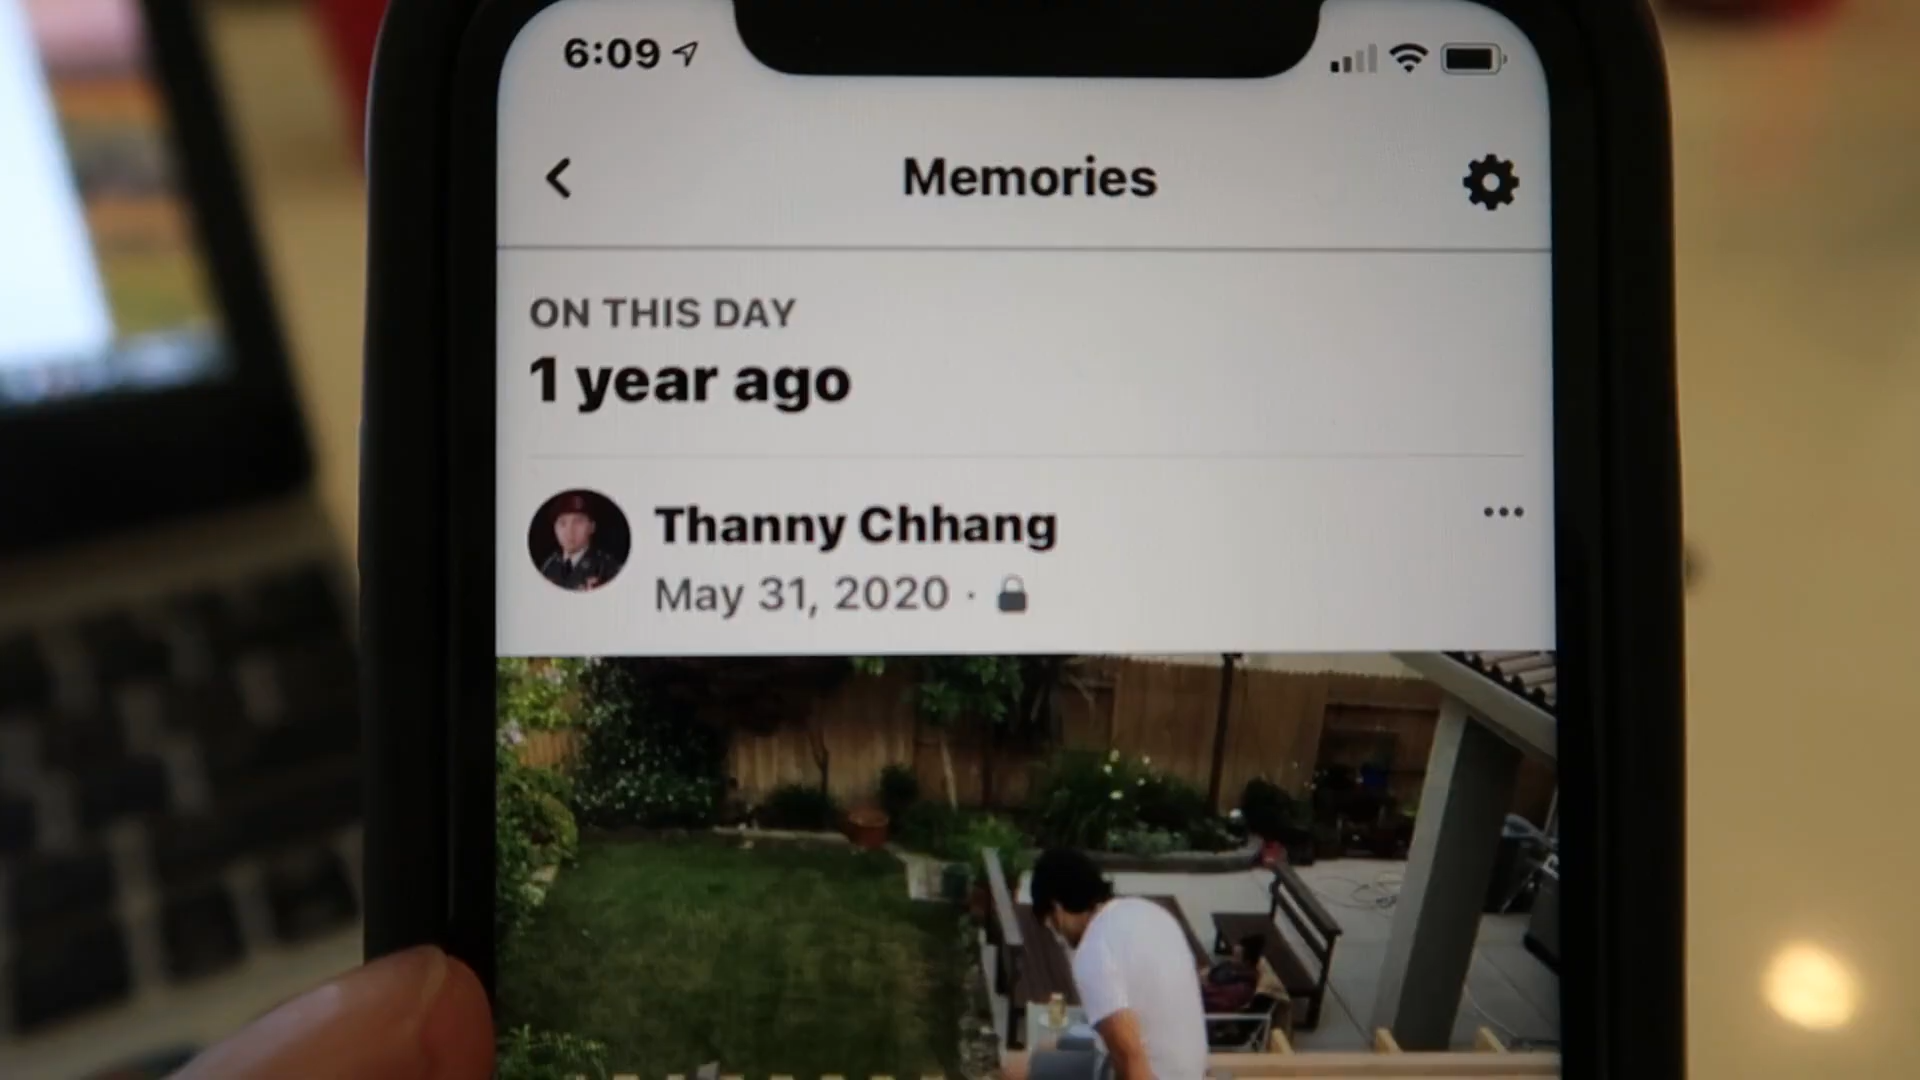 6:09
Memories
ON THIS DAY
1 year ago
Thanny Chhang
May 31, 2020 ·